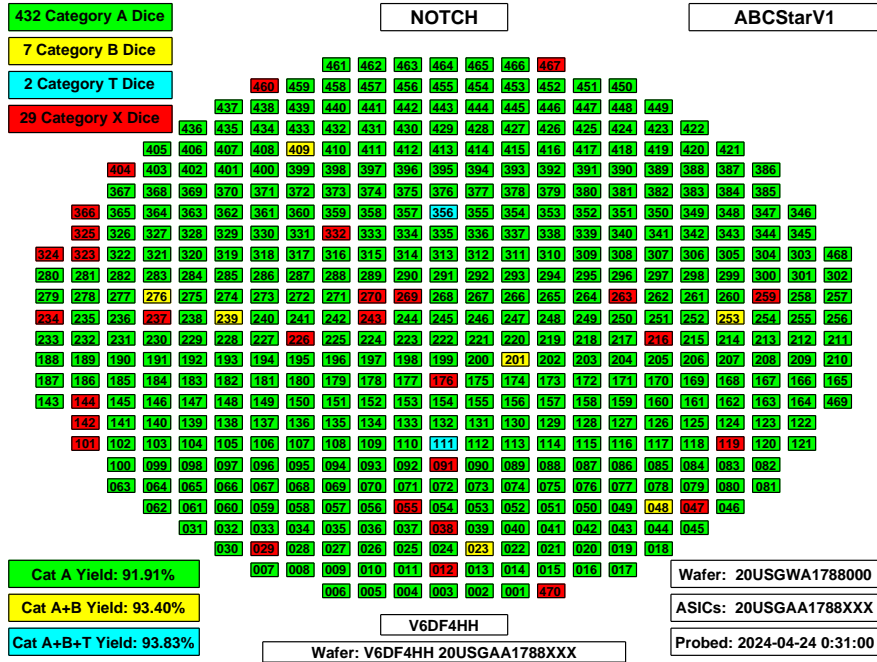 432 Category A Dice
7 Category B Dice
2 Category T Dice
29 Category X Dice
NOTCH
ABCStarV1
461 462 463 464 465 466 467
460 459 458 457 456 455 454 453 452 451 450
437 438 439 440 441 442 443 444 445 446 447 448 449
436 435 434 433 432 431 430 429 428 427 426 425 424 423 422
405 406 407 408 409 410 411 412 413 414 415 416 417 418 419 420 421
404 403 402 401 400 399 398 397 396 395 394 393 392 391 390 389 388 387 386
367 368 369 370 371 372 373 374 375 376 377 378 379 380 381 382 383 384 385
366 365 364 363 362 361 360 359 358 357 356 355 354 353 352 351 350 349 348 347 346
325 326 327 328 329 330 331 332 333 334 335 336 337 338 339 340 341 342 343 344 345
324 323 322 321 320 319 318 317 316 315 314 313 312 311 310 309 308 307 306 305 304 303 468
280 281 282 283 284 285 286 287 288 289 290 291 292 293 294 295 296 297 298 299 300 301 302
279 278 277 276 275 274 273 272 271 270 269 268 267 266 265 264 263 262 261 260 259 258 257
234 235 236 237 238 239 240 241 242 243 244 245 246 247 248 249 250 251 252 253 254 255 256
233 232 231 230 229 228 227 226 225 224 223 222 221 220 219 218 217 216 215 214 213 212 211
188 189 190 191 192 193 194 195 196 197 198 199 200 201 202 203 204 205 206 207 208 209 210
187 186 185 184 183 182 181 180 179 178 177 176 175 174 173 172 171 170 169 168 167 166 165
143 144 145 146 147 148 149 150 151 152 153 154 155 156 157 158 159 160 161 162 163 164 469
142 141 140 139 138 137 136 135 134 133 132 131 130 129 128 127 126 125 124 123 122
101 102 103 104 105 106 107 108 109 110 111 112 113 114 115 116 117 118 119 120 121
100 099 098 097 096 095 094 093 092 091 090 089 088 087 086 085 084 083 082
063 064 065 066 067 068 069 070 071 072 073 074 075 076 077 078 079 080 081
062 061 060 059 058 057 056 055 054 053 052 051 050 049 048 047 046
031 032 033 034 035 036 037 038 039 040 041 042 043 044 045
030 029 028 027 026 025 024 023 022 021 020 019 018
007 008 009 010 011 012 013 014 015 016 017
006 005 004 003 002 001 470
Cat A Yield: 91.91%
Cat A+B Yield: 93.40%
Cat A+B+T Yield: 93.83%
V6DF4HH
Wafer: V6DF4HH 20USGAA1788XXX
Wafer: 20USGWA1788000
ASICs: 20USGAA1788XXX
Probed: 2024-04-24 0:31:00